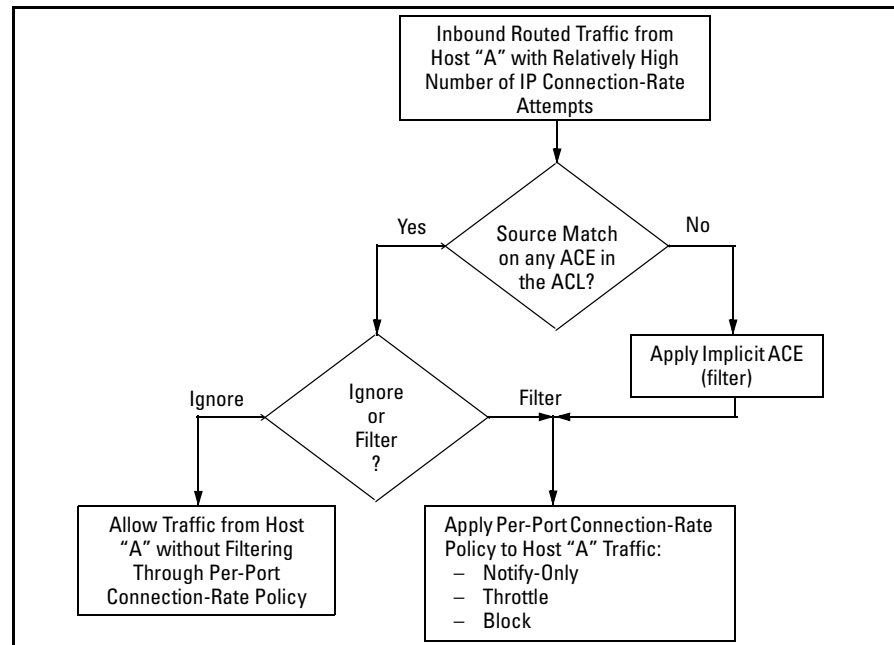 Inbound Routed Traffic from
Host “A” with Relatively High
Number of IP Connection-Rate
Attempts
Yes
No
Source Match
on any ACE in
the ACL?
Apply Implicit ACE
(filter)
Ignore
Ignore
or
Filter
?
Filter
Allow Traffic from Host
“A” without Filtering
Through Per-Port
Connection-Rate Policy
Apply Per-Port Connection-Rate
Policy to Host “A” Traffic:
– Notify-Only
– Throttle
– Block